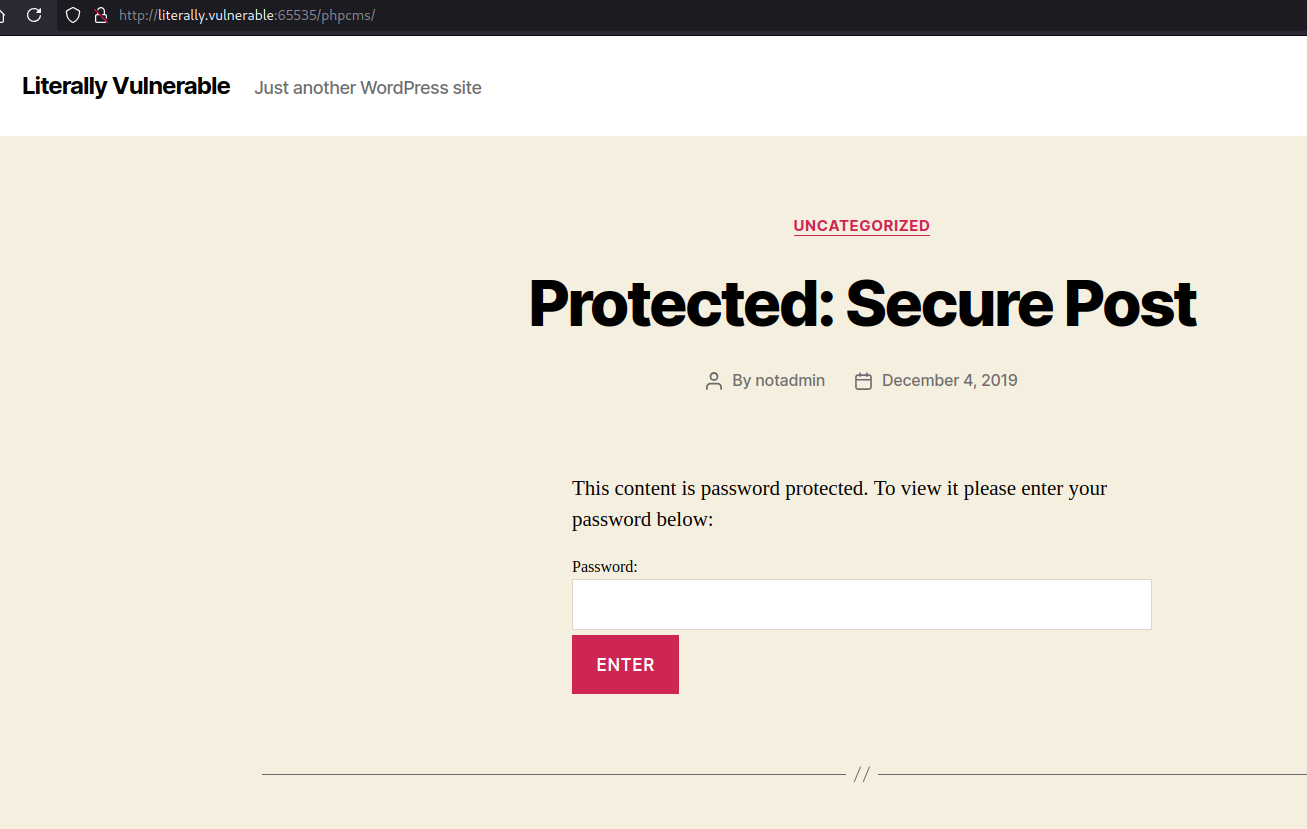 http://literally.vulnerable:65535/phpcms/
Literally Vulnerable Just another WordPress site
UNCATEGORIZED
Protected: Secure Post
By notadmin December 4, 2019
This content is password protected. To view it please enter your
password below:
Password:
ENTER
//